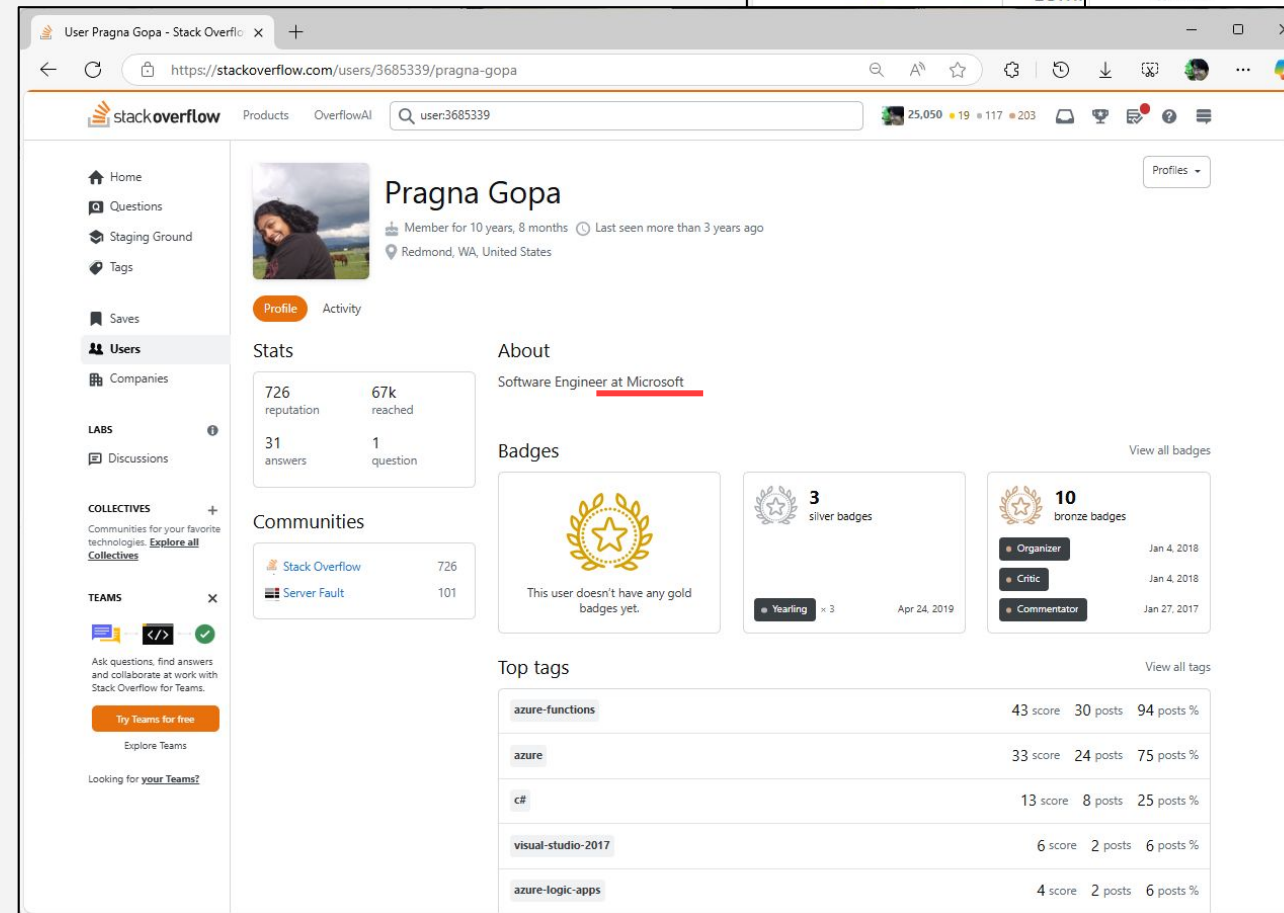 User Pragna Gopa - Stack Overflo
https://stackoverflow.com/users/3685339/pragna-gopa
stackoverflow
Products
OverflowAI
user:3685339
25,050 19 117 203
Home
Questions
Staging Ground
Tags
Saves
Users
Companies
LABS
Discussions
COLLECTIVES
Communities for your favorite
technologies. Explore all
Collectives
TEAMS
</>
Ask questions, find answers
and collaborate at work with
Stack Overflow for Teams.
Try Teams for free
Explore Teams
Looking for your Teams?
Pragna Gopa
Member for 10 years, 8 months Last seen more than 3 years ago
Redmond, WA, United States
Profiles
Profile
Activity
Stats
726 67k
reputation reached
31 1
answers question
Communities
Stack Overflow 726
Server Fault 101
About
Software Engineer at Microsoft
Badges
View all badges
This user doesn't have any gold
badges yet.
3
silver badges
Yearling × 3 Apr 24, 2019
10
bronze badges
Organizer Jan 4, 2018
Critic Jan 4, 2018
Commentator Jan 27, 2017
Top tags
View all tags
azure-functions 43 score 30 posts 94 posts %
azure 33 score 24 posts 75 posts %
c# 13 score 8 posts 25 posts %
visual-studio-2017 6 score 2 posts 6 posts %
azure-logic-apps 4 score 2 posts 6 posts %